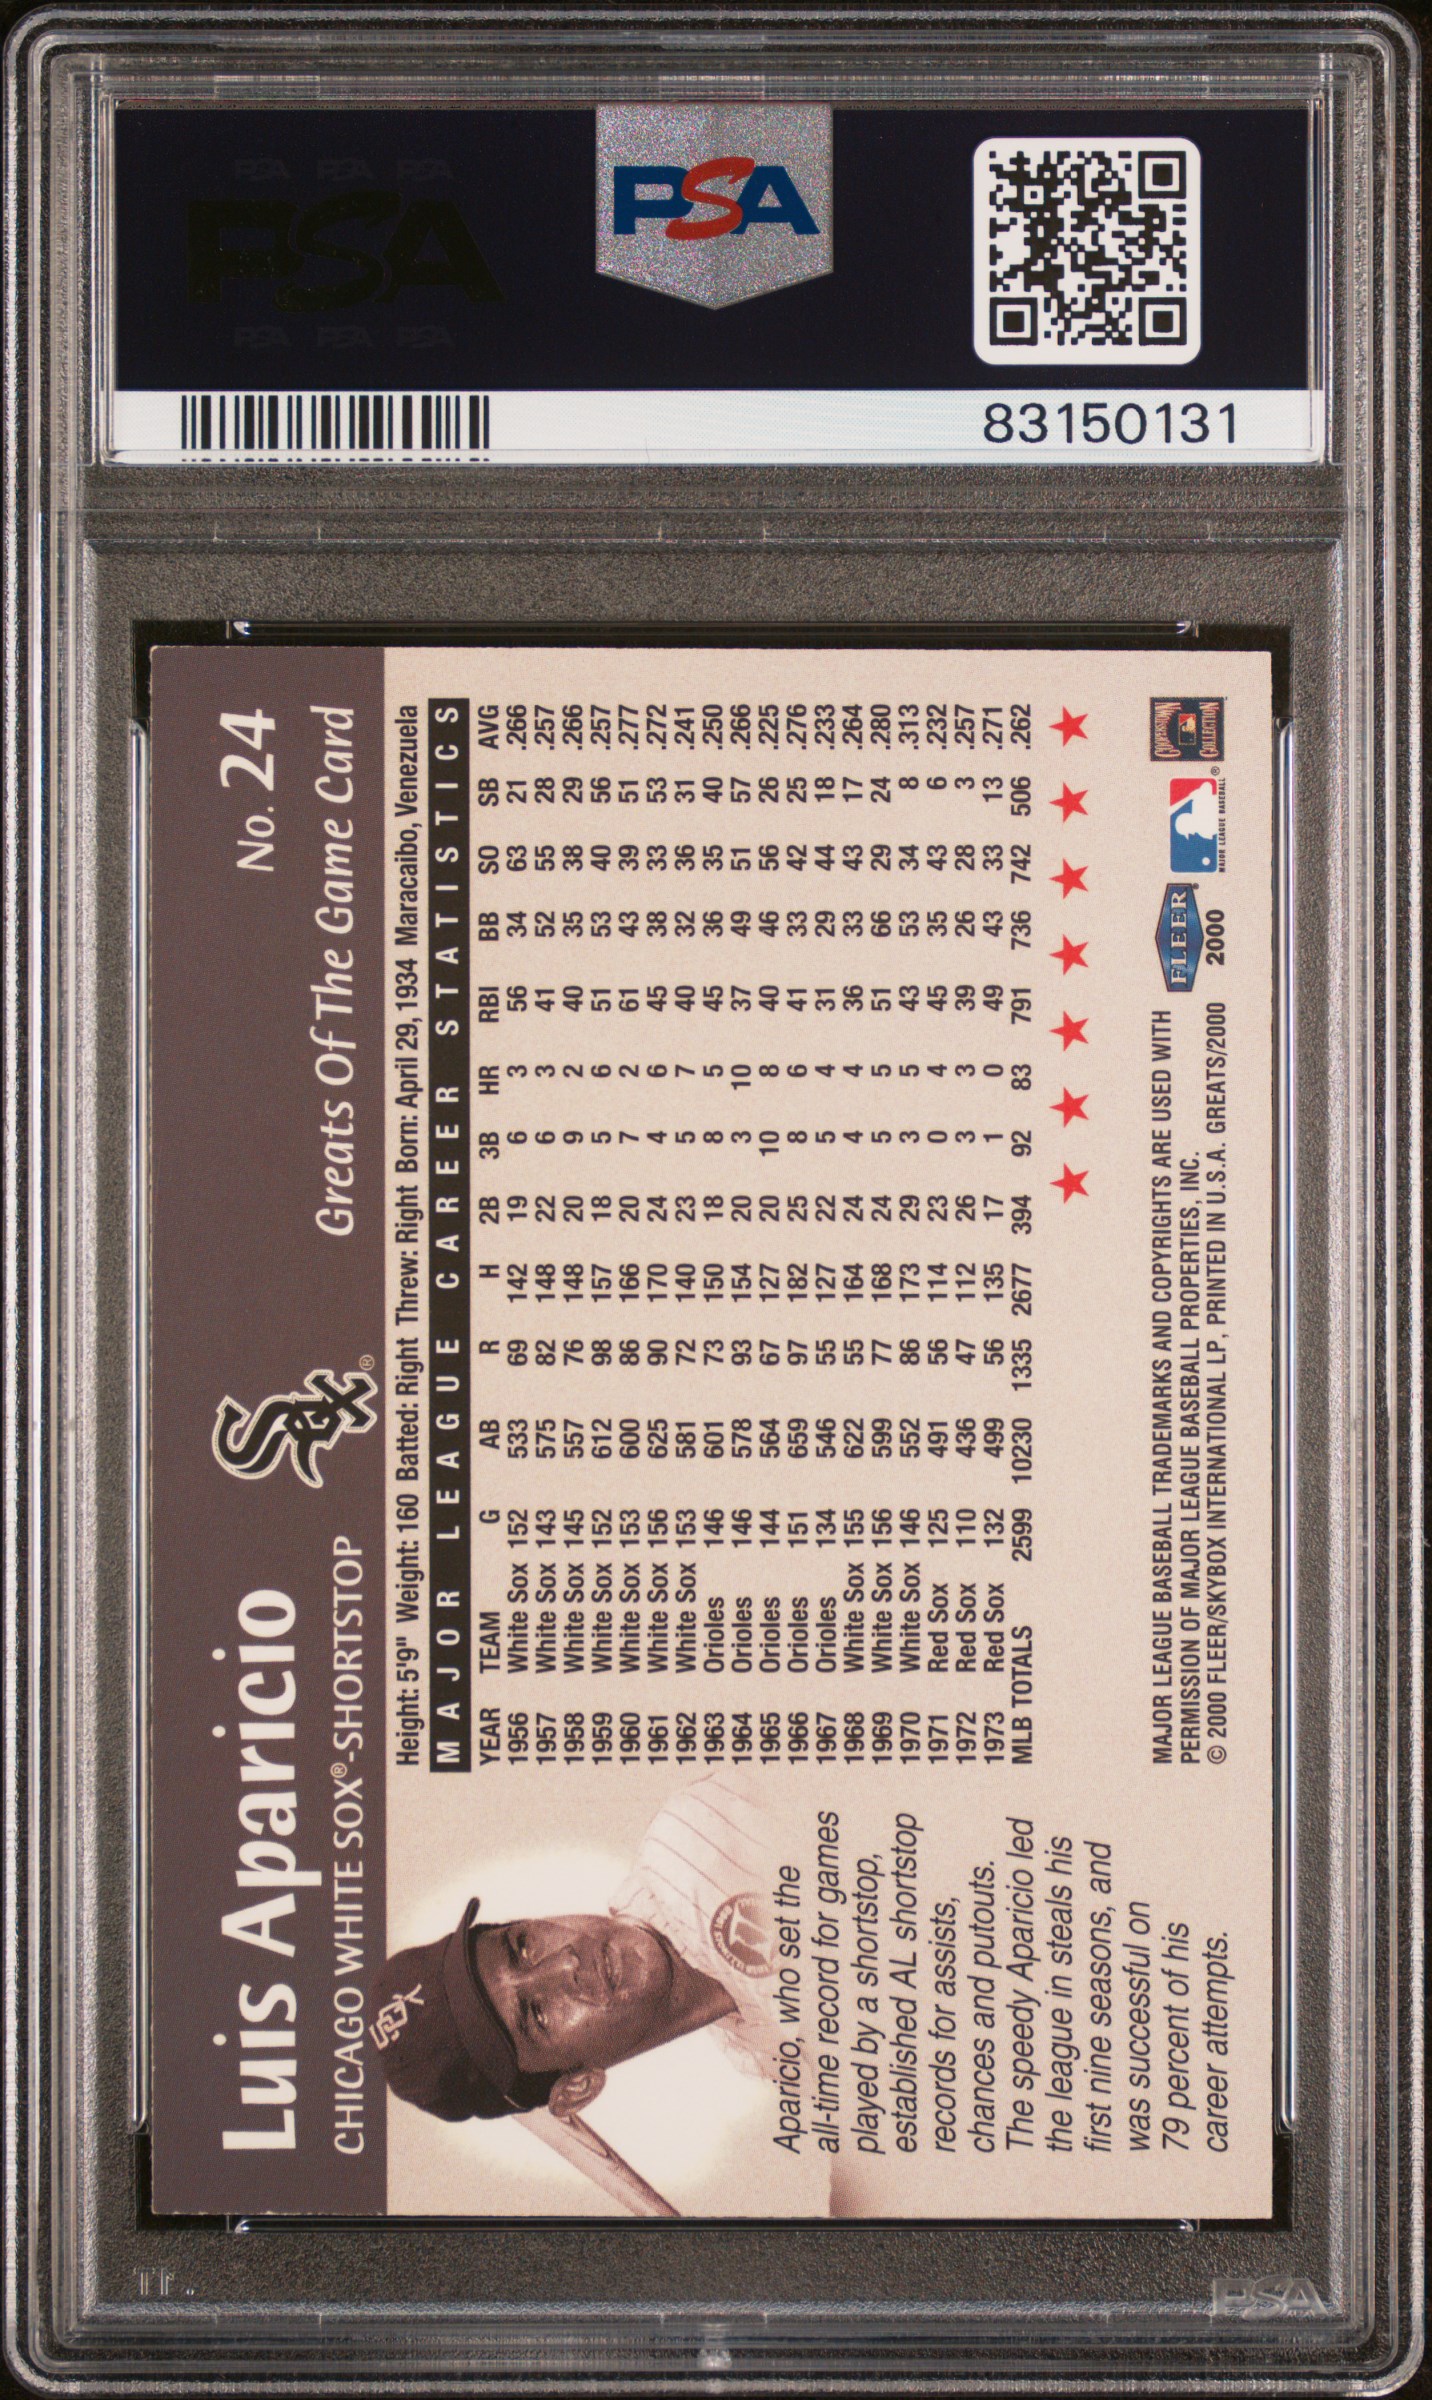 PSA PSA PSA
PSA
PSA PSA PSA
PSA
83150131
Luis Aparicio
No. 24
CHICAGO WHITE SOX®-SHORTSTOP
Sox ®
Greats Of The Game Card
Height: 5'9" Weight: 160 Batted: Right Threw: Right Born: April 29, 1934 Maracaibo, Venezuela
MAJOR LEAGUE CAREER STATISTICS
YEAR TEAM G AB R H 2B 3B HR RBI BB SO SB AVG
1956 White Sox 152 533 69 142 19 6 3 56 34 63 21 .266
1957 White Sox 143 575 82 148 22 6 3 41 52 55 28 .257
1958 White Sox 145 557 76 148 20 9 2 40 35 38 29 .266
1959 White Sox 152 612 98 157 18 5 6 51 53 40 56 .257
1960 White Sox 153 600 86 166 20 7 2 61 43 39 51 .277
1961 White Sox 156 625 90 170 24 4 6 45 38 33 53 .272
1962 White Sox 153 581 72 140 23 5 7 40 32 36 31 .241
1963 Orioles 146 601 73 150 18 8 5 45 36 35 40 .250
1964 Orioles 146 578 93 154 20 3 10 37 49 51 57 .266
1965 Orioles 144 564 67 127 20 10 8 40 46 56 26 .225
1966 Orioles 151 659 97 182 25 8 6 41 33 42 25 .276
1967 Orioles 134 546 55 127 22 5 4 31 29 44 18 .233
1968 White Sox 155 622 55 164 24 4 4 36 33 43 17 .264
1969 White Sox 156 599 77 168 24 5 5 51 66 29 24 .280
1970 White Sox 146 552 86 173 29 3 5 43 53 34 8 .313
1971 Red Sox 125 491 56 114 23 0 4 45 35 43 6 .232
1972 Red Sox 110 436 47 112 26 3 3 39 26 28 3 .257
1973 Red Sox 132 499 56 135 17 1 0 49 43 33 13 .271
MLB TOTALS 2599 10230 1335 2677 394 92 83 791 736 742 506 .262
SOX
Aparicio, who set the
all-time record for games
played by a shortstop,
established AL shortstop
records for assists,
chances and putouts.
The speedy Aparicio led
the league in steals his
first nine seasons, and
was successful on
79 percent of his
career attempts.
MAJOR LEAGUE BASEBALL TRADEMARKS AND COPYRIGHTS ARE USED WITH
PERMISSION OF MAJOR LEAGUE BASEBALL PROPERTIES, INC.
© 2000 FLEER/SKYBOX INTERNATIONAL LP, PRINTED IN U.S.A. GREATS/2000
FLEER
2000
MAJOR LEAGUE BASEBALL ®
COOPERSTOWN
COLLECTION
PSA